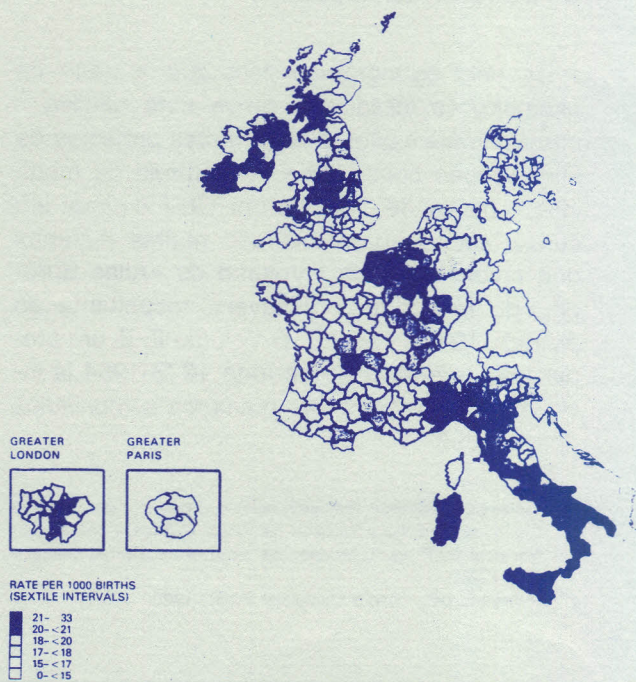 GREATER
LONDON
GREATER
PARIS
RATE PER 1000 BIRTHS
(SEXTILE INTERVALS)
21- 33
20-<21
18-<20
17-<18
15-<17
0-<15